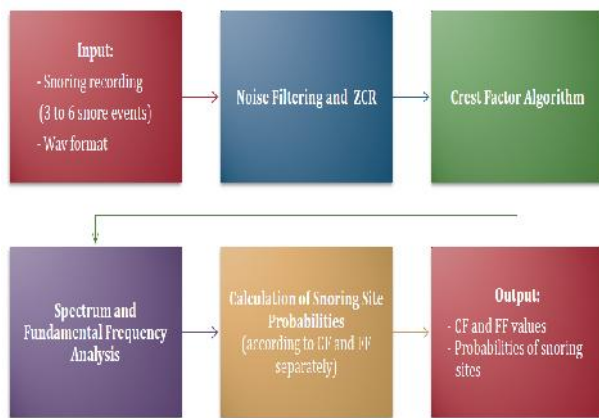 Input:
- Snoring recording
(3 to 6 snore events)
- Wav format
Noise Filtering and ZCR
Crest Factor Algorithm
Spectrum and
Fundamental Frequency
Analysis
Calculation of Snoring Site
Probabilities
(according to CF and FF
separately)
Output:
- CF and FF values
- Probabilities of snoring
sites